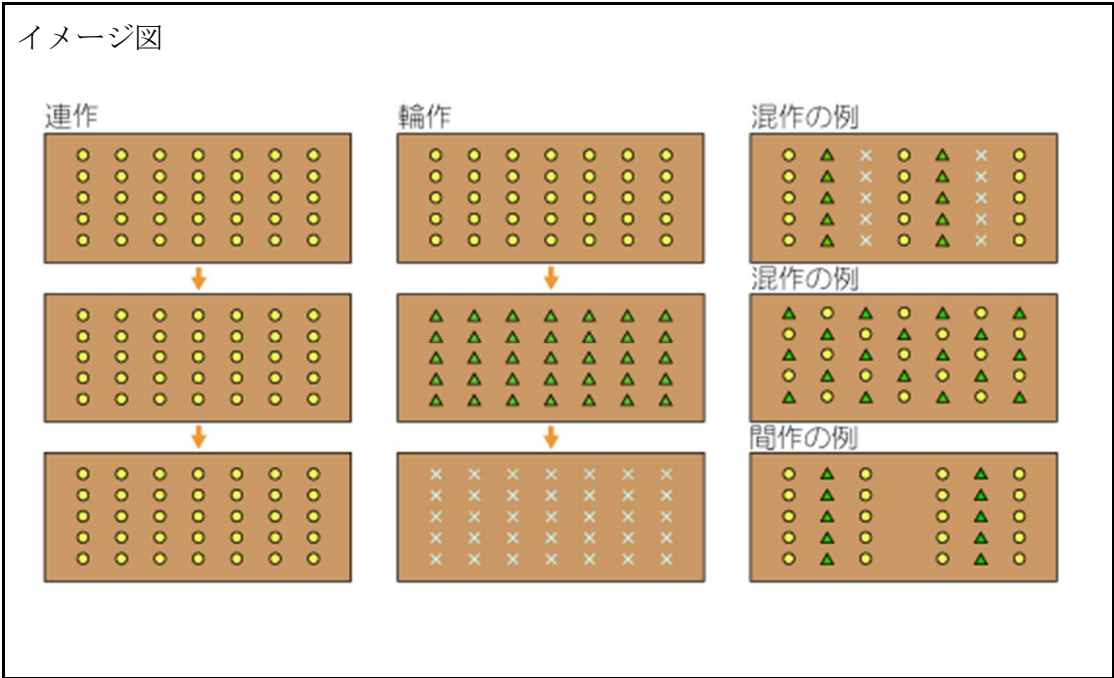 イメージ図
連作
輪作
混作の例
混作の例
間作の例